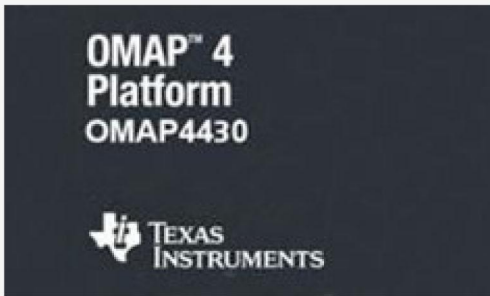 OMAP™ 4
Platform
OMAP4430
TEXAS
INSTRUMENTS